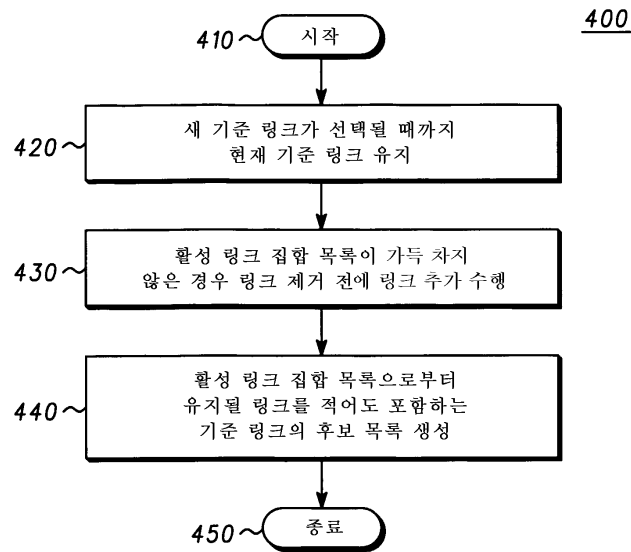 400
410 시작
420 새 기준 링크가 선택될 때까지
현재 기준 링크 유지
430 활성 링크 집합 목록이 가득 차지
않은 경우 링크 제거 전에 링크 추가 수행
440 활성 링크 집합 목록으로부터
유지될 링크를 적어도 포함하는
기준 링크의 후보 목록 생성
450 종료